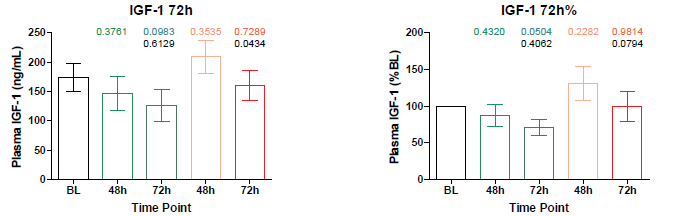 IGF-1 72h
0.3761 0.0983 0.3535 0.7289
0.6129 0.0434
250
200
150
100
50
0
Plasma IGF-1 (ng/mL)
BL 48h 72h 48h 72h
Time Point
IGF-1 72h%
0.4320 0.0504 0.2282 0.9814
0.4062 0.0794
200
150
100
50
0
Plasma IGF-1 (%BL)
BL 48h 72h 48h 72h
Time Point